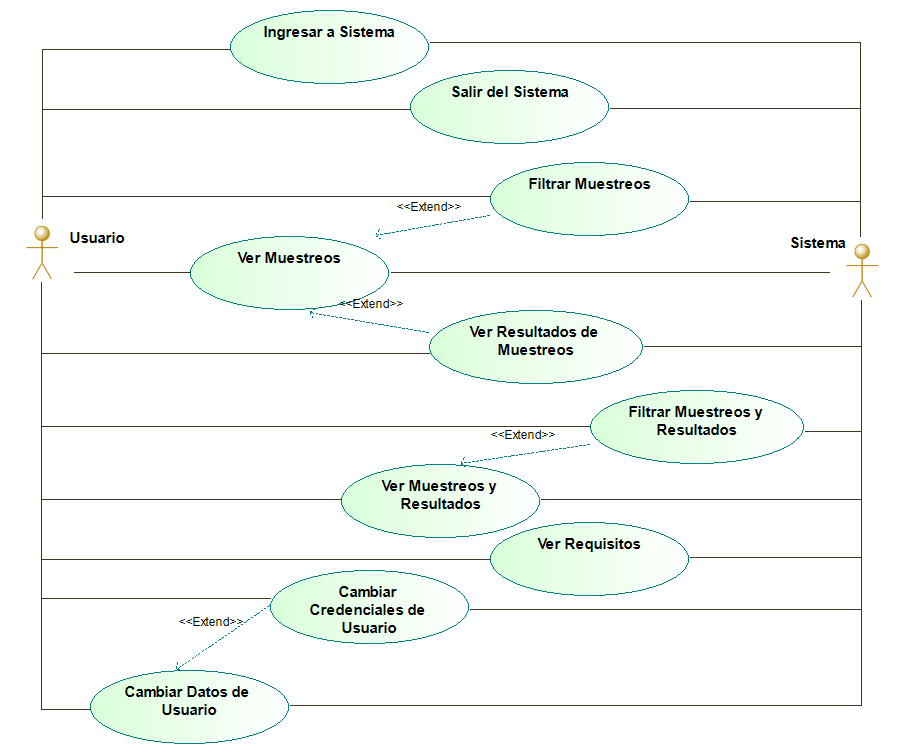 Ingresar a Sistema
Salir del Sistema
Filtrar Muestreos
<<Extend>>
Usuario
Sistema
Ver Muestreos
<<Extend>>
Ver Resultados de
Muestreos
Filtrar Muestreos y
Resultados
<<Extend>>
Ver Muestreos y
Resultados
Ver Requisitos
Cambiar
Credenciales de
Usuario
<<Extend>>
Cambiar Datos de
Usuario